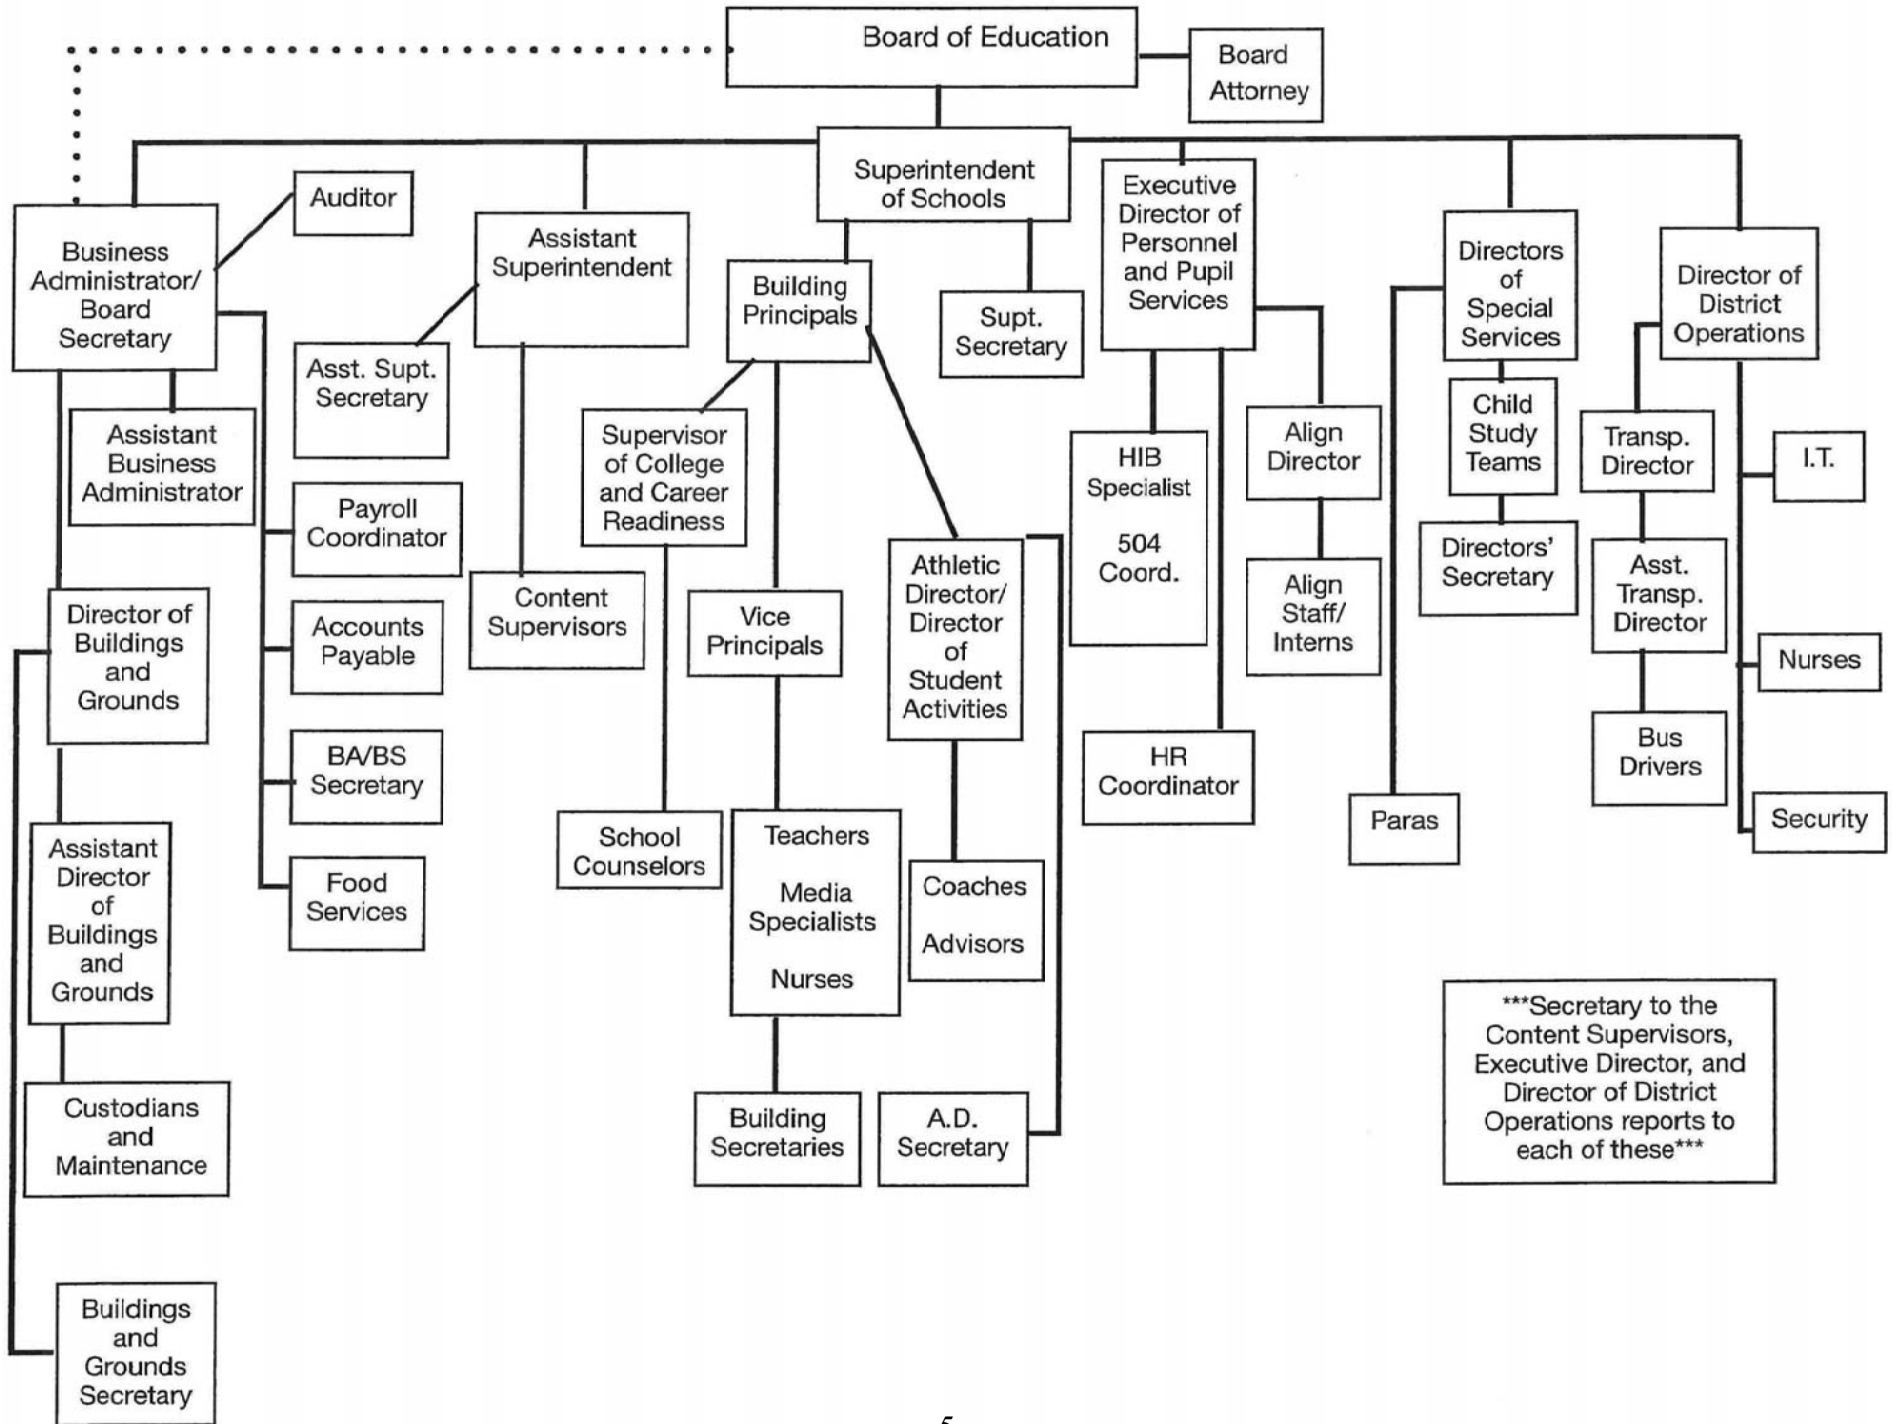 Board of Education
Board
Attorney
Superintendent
of Schools
Business
Administrator/
Board
Secretary
Auditor
Assistant
Superintendent
Building
Principals
Supt.
Secretary
Executive
Director of
Personnel
and Pupil
Services
Directors
of
Special
Services
Director of
District
Operations
Asst. Supt.
Secretary
Assistant
Business
Administrator
Supervisor
of College
and Career
Readiness
HIB
Specialist
504
Coord.
Align
Director
Child
Study
Teams
Transp.
Director
I.T.
Payroll
Coordinator
Directors'
Secretary
Athletic
Director/
Director
of
Student
Activities
Asst.
Transp.
Director
Content
Supervisors
Align
Staff/
Interns
Director of
Buildings
and
Grounds
Accounts
Payable
Vice
Principals
Nurses
BA/BS
Secretary
HR
Coordinator
Bus
Drivers
Paras
Security
School
Counselors
Teachers
Media
Specialists
Nurses
Assistant
Director
of
Buildings
and
Grounds
Food
Services
Coaches
Advisors
***Secretary to the
Content Supervisors,
Executive Director, and
Director of District
Operations reports to
each of these***
Custodians
and
Maintenance
Building
Secretaries
A.D.
Secretary
Buildings
and
Grounds
Secretary